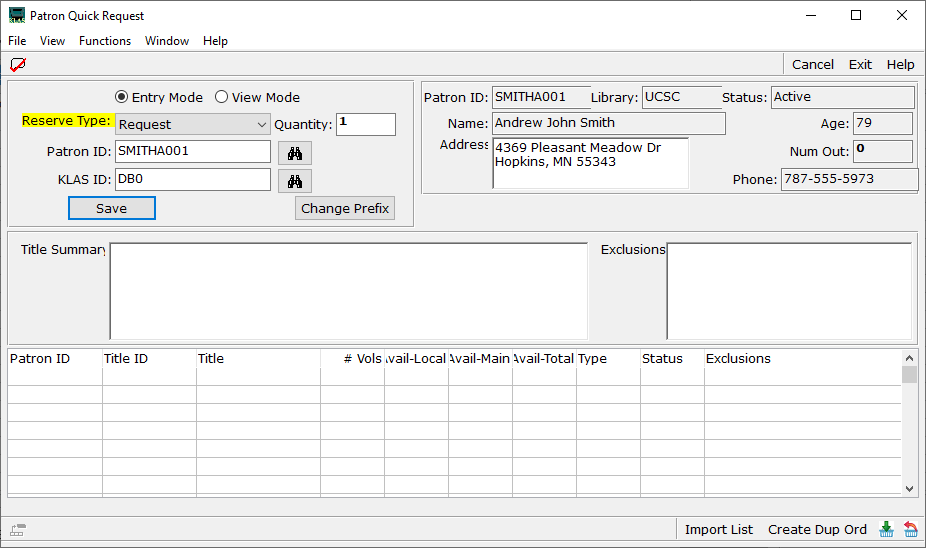 Patron Quick Request
File View Functions Window Help
Cancel Exit Help
Entry Mode View Mode
Reserve Type: Request Quantity: 1
Patron ID: SMITHA001
KLAS ID: DB0
Save Change Prefix
Patron ID: SMITHA001 Library: UCSC Status: Active
Name: Andrew John Smith Age: 79
Address 4369 Pleasant Meadow Dr
Hopkins, MN 55343
Num Out: 0
Phone: 787-555-5973
Title Summary Exclusions
Patron ID Title ID Title # Vols Avail-Local Avail-Main Avail-Total Type Status Exclusions
Import List Create Dup Ord